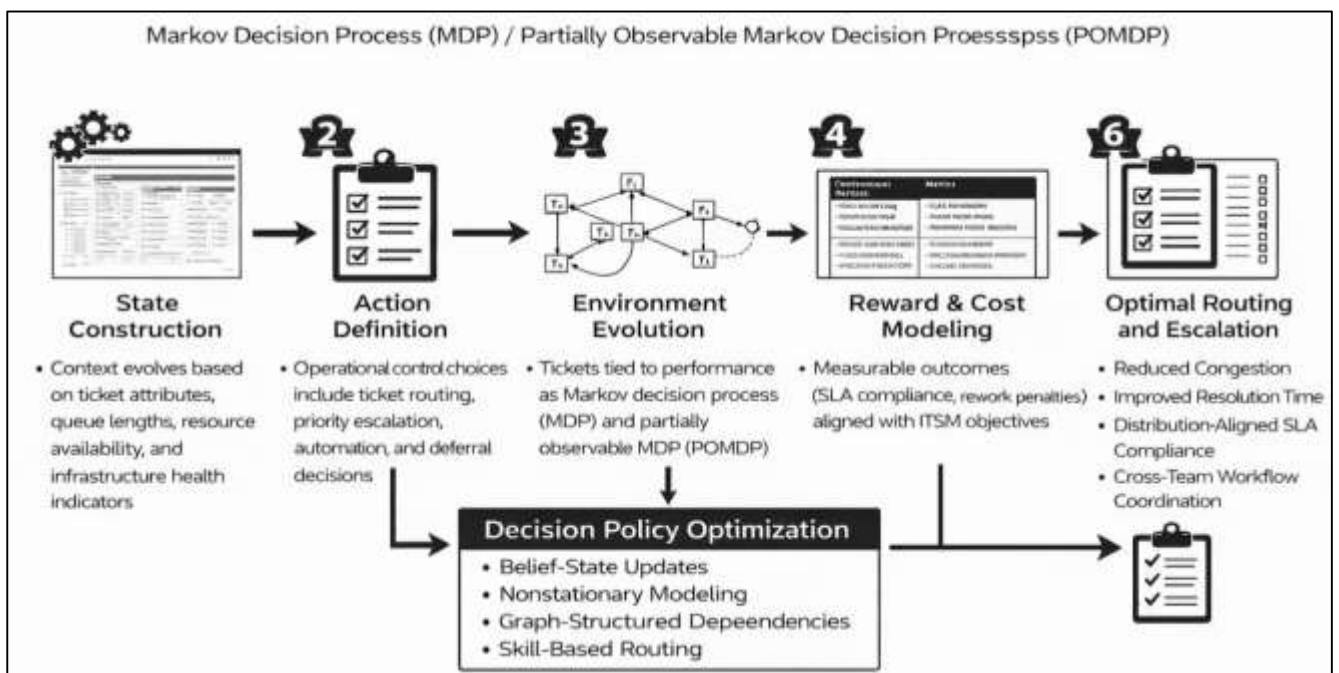 Markov Decision Process (MDP) / Partially Observable Markov Decision Proessspss (POMDP)
2
3
4
6
State
Construction
• Context evolves based
on ticket attributes,
queue lengths, resource
availability, and
infrastructure health
indicators
Action
Definition
• Operational control choices
include ticket routing,
priority escalation,
automation, and deferral
decisions
Environment
Evolution
• Tickets tied to performance
as Markov decision process
(MDP) and partially
observable MDP (POMDP)
Reward & Cost
Modeling
• Measurable outcomes
(SLA compliance, rework penalties)
aligned with ITSM objectives
Optimal Routing
and Escalation
• Reduced Congestion
• Improved Resolution Time
• Distribution-Aligned SLA
Compliance
• Cross-Team Workflow
Coordination
Decision Policy Optimization
• Belief-State Updates
• Nonstationary Modeling
• Graph-Structured Depeendencies
• Skill-Based Routing